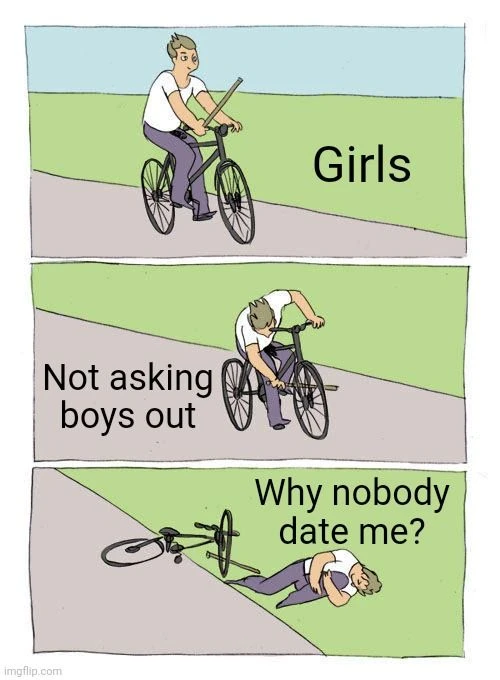 Girls
Not asking
boys out
Why nobody
date me?
imgflip.com